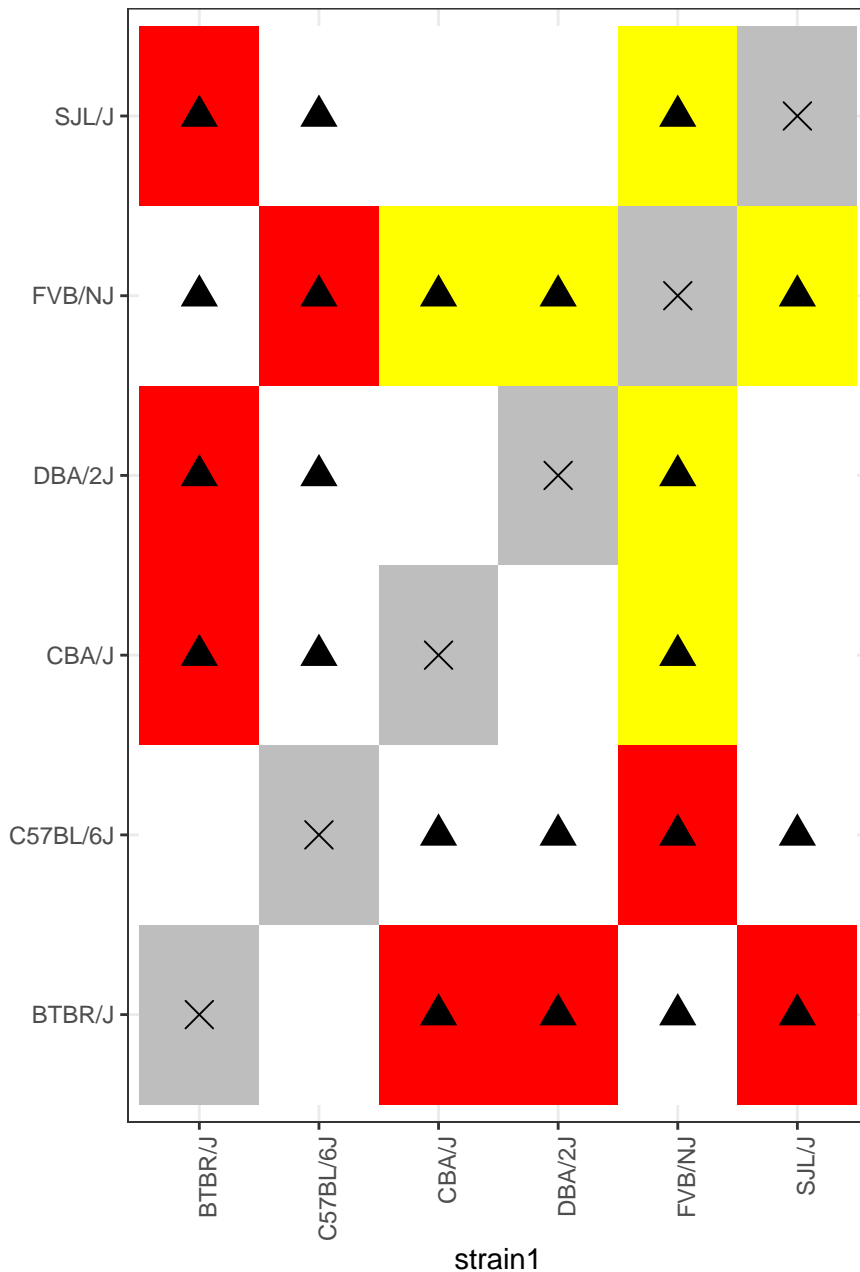 SJL/J
FVB/NJ
DBA/2J
CBA/J
C57BL/6J
BTBR/J
BTBR/J
C57BL/6J
CBA/J
DBA/2J
FVB/NJ
SJL/J
strain1